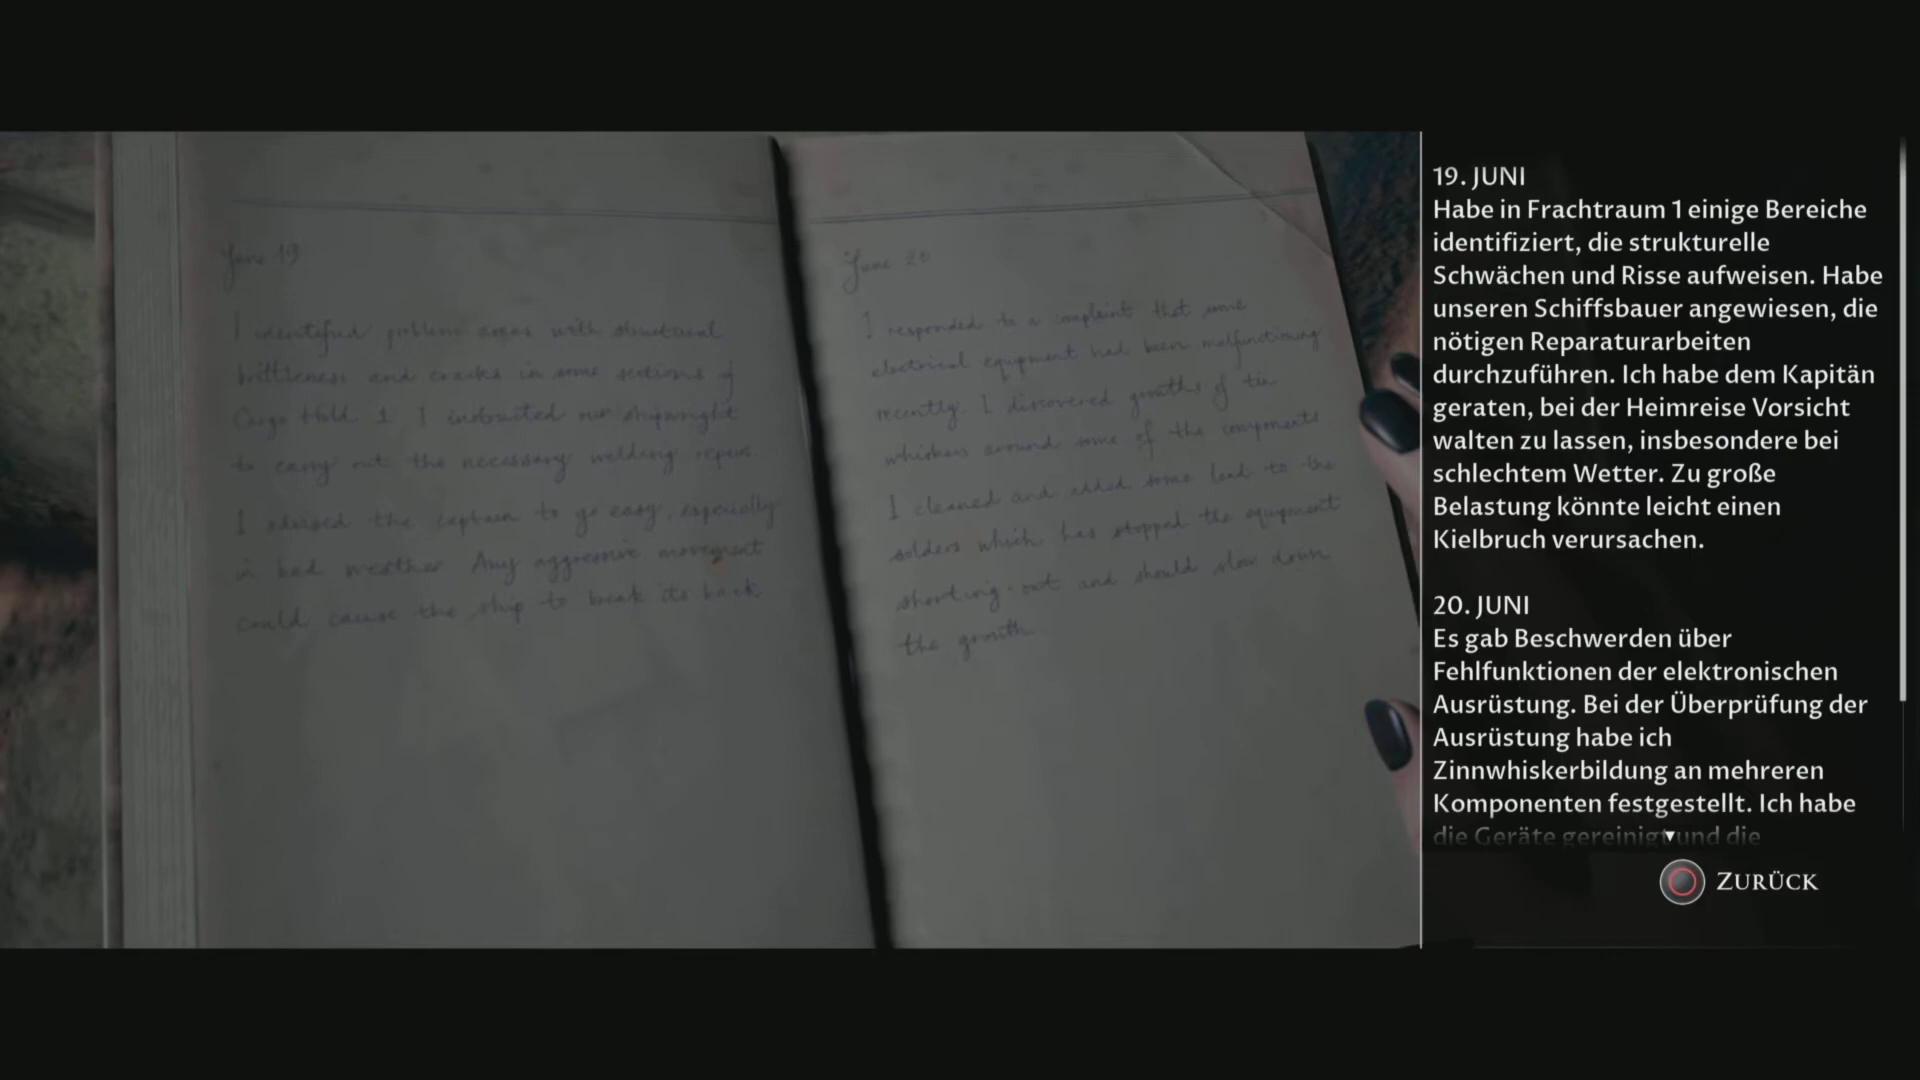 June 19
I identified problem areas with structural
brittleness and cracks in some sections of
Cargo Hold 1. I instructed our shipwright
to carry out the necessary welding repairs.
I advised the captain to go easy, especially
in bad weather. Any aggressive movement
could cause the ship to break its back.
June 20
I responded to a complaint that some
electrical equipment had been malfunctioning
recently. I discovered growths of tin
whiskers around some of the components
I cleaned and added some lead to the
solders which has stopped the equipment
shorting-out and should slow down
the growth.
19. JUNI
Habe in Frachtraum 1 einige Bereiche
identifiziert, die strukturelle
Schwächen und Risse aufweisen. Habe
unseren Schiffsbauer angewiesen, die
nötigen Reparaturarbeiten
durchzuführen. Ich habe dem Kapitän
geraten, bei der Heimreise Vorsicht
walten zu lassen, insbesondere bei
schlechtem Wetter. Zu große
Belastung könnte leicht einen
Kielbruch verursachen.
20. JUNI
Es gab Beschwerden über
Fehlfunktionen der elektronischen
Ausrüstung. Bei der Überprüfung der
Ausrüstung habe ich
Zinnwhiskerbildung an mehreren
Komponenten festgestellt. Ich habe
die Geräte gereinigt und die
ZURÜCK